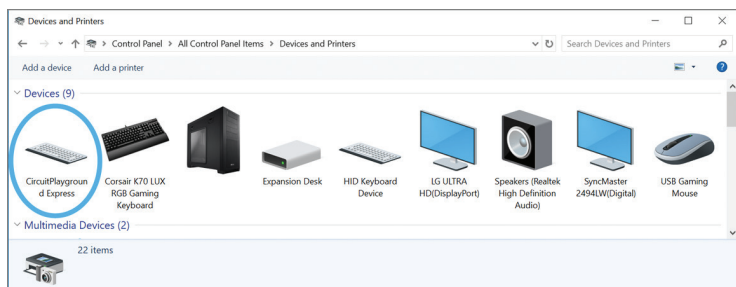 Devices and Printers
Control Panel > All Control Panel Items > Devices and Printers
Search Devices and Printers
Add a device Add a printer
Devices (9)
CircuitPlaygroun
d Express
Corsair K70 LUX
RGB Gaming
Keyboard
Expansion Desk
HID Keyboard
Device
LG ULTRA
HD(DisplayPort)
Speakers (Realtek
High Definition
Audio)
SyncMaster
2494LW(Digital)
USB Gaming
Mouse
Multimedia Devices (2)
22 items